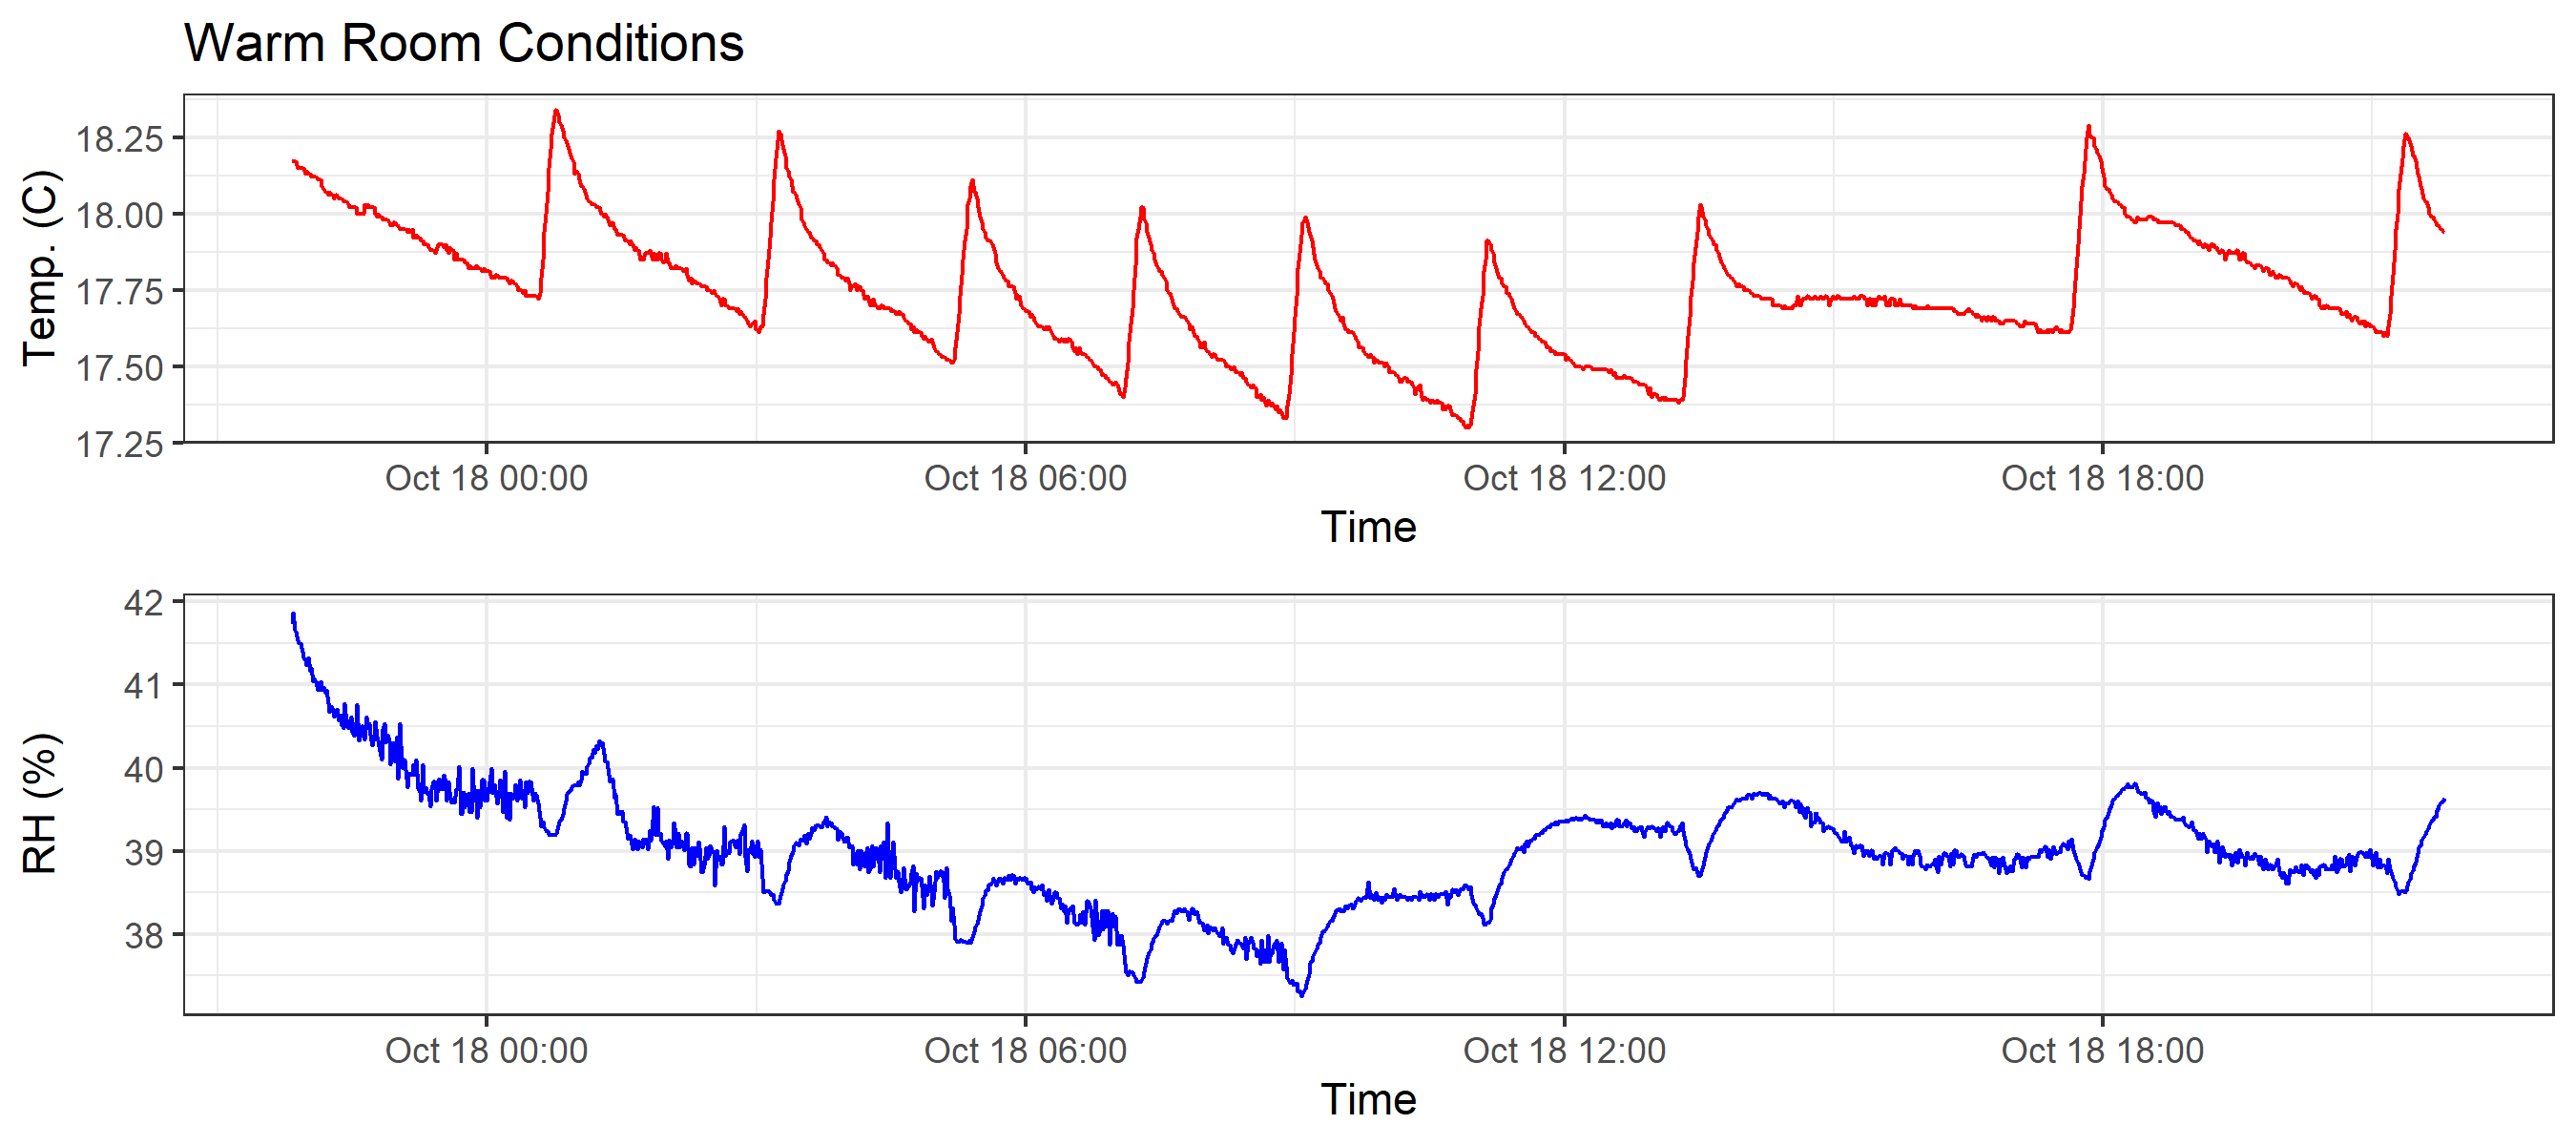 Warm Room Conditions
Temp. (C)
18.25
18.00
17.75
17.50
17.25
Oct 18 00:00 Oct 18 06:00 Oct 18 12:00 Oct 18 18:00
Time
RH (%)
42
41
40
39
38
Oct 18 00:00 Oct 18 06:00 Oct 18 12:00 Oct 18 18:00
Time